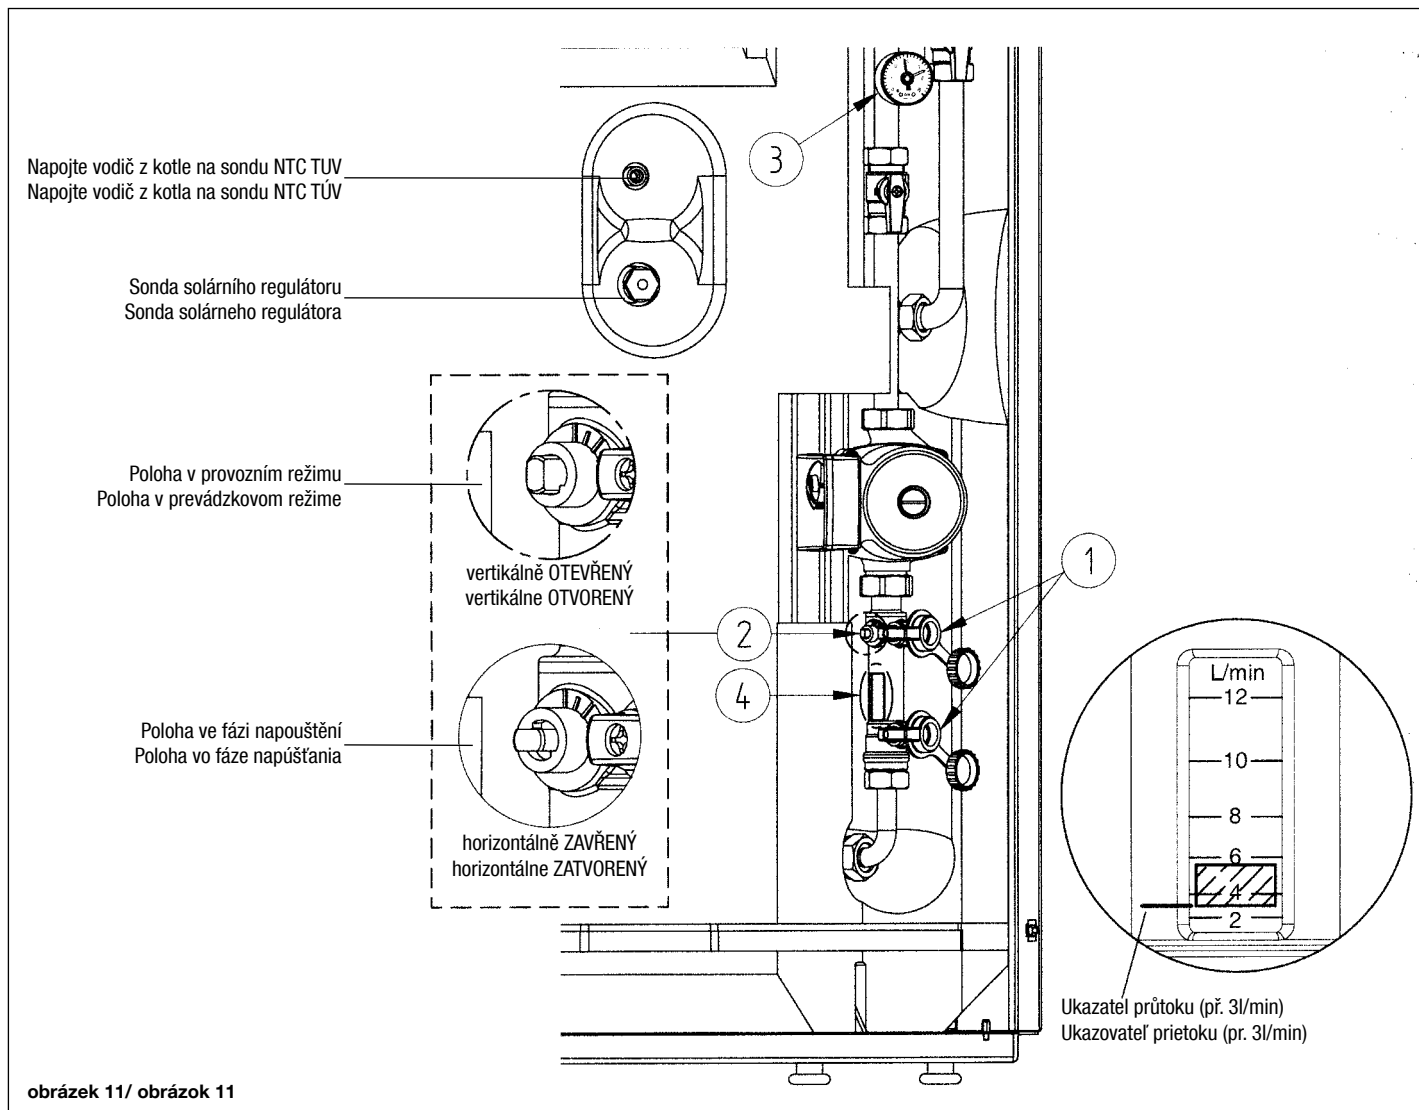 3
Napojte vodič z kotle na sondu NTC TUV
Napojte vodič z kotla na sondu NTC TÚV
Sonda solárního regulátoru
Sonda solárneho regulátora
Poloha v provozním režimu
Poloha v prevádzkovom režime
vertikálně OTEVŘENÝ
vertikálne OTVORENÝ
1
2
4
Poloha ve fázi napouštění
Poloha vo fáze napúšťania
horizontálně ZAVŘENÝ
horizontálne ZATVORENÝ
L/min
12
10
8
6
4
2
Ukazatel průtoku (př. 3l/min)
Ukazovateľ prietoku (pr. 3l/min)
obrázek 11/ obrázok 11